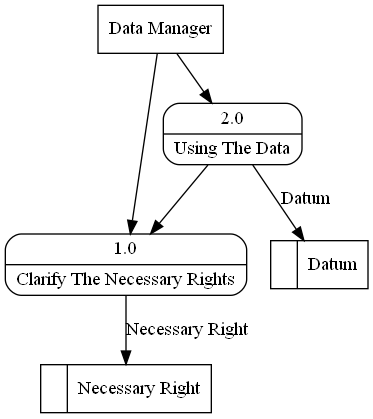 Data Manager
2.0
Using The Data
Datum
1.0
Clarify The Necessary Rights
Datum
Necessary Right
Necessary Right